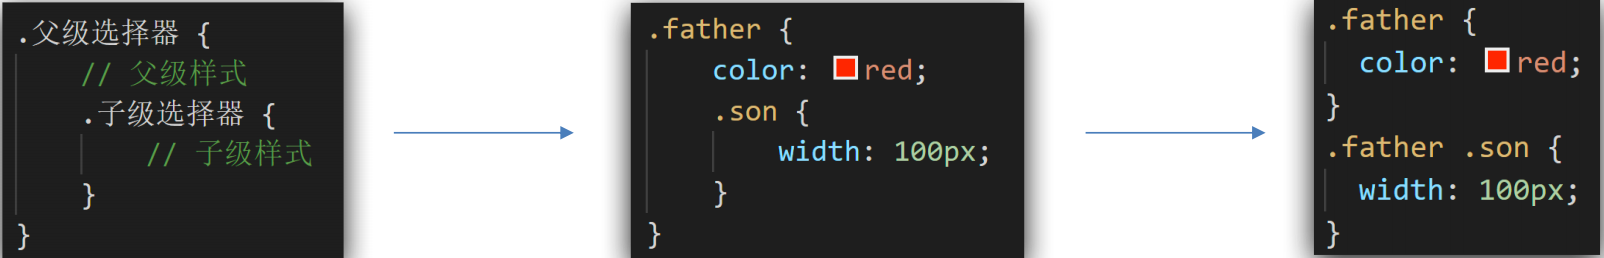 .父级选择器 {
    // 父级样式
    .子级选择器 {
        // 子级样式
    }
}
.father {
    color: red;
    .son {
        width: 100px;
    }
}
.father {
  color: red;
}
.father .son {
  width: 100px;
}